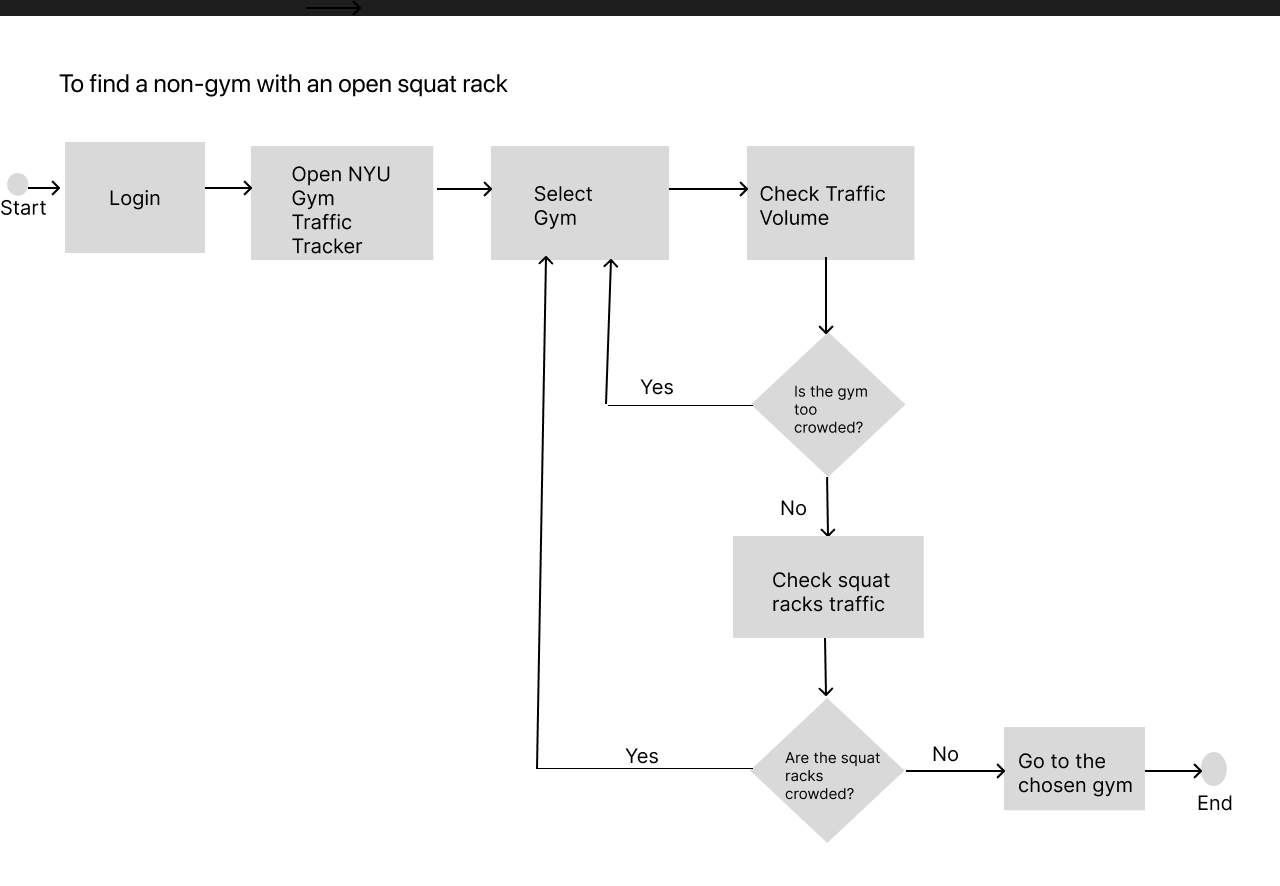 To find a non-gym with an open squat rack
Start
Login
Open NYU
Gym
Traffic
Tracker
Select
Gym
Check Traffic
Volume
Is the gym
too
crowded?
Yes
No
Check squat
racks traffic
Are the squat
racks
crowded?
Yes
No
Go to the
chosen gym
End